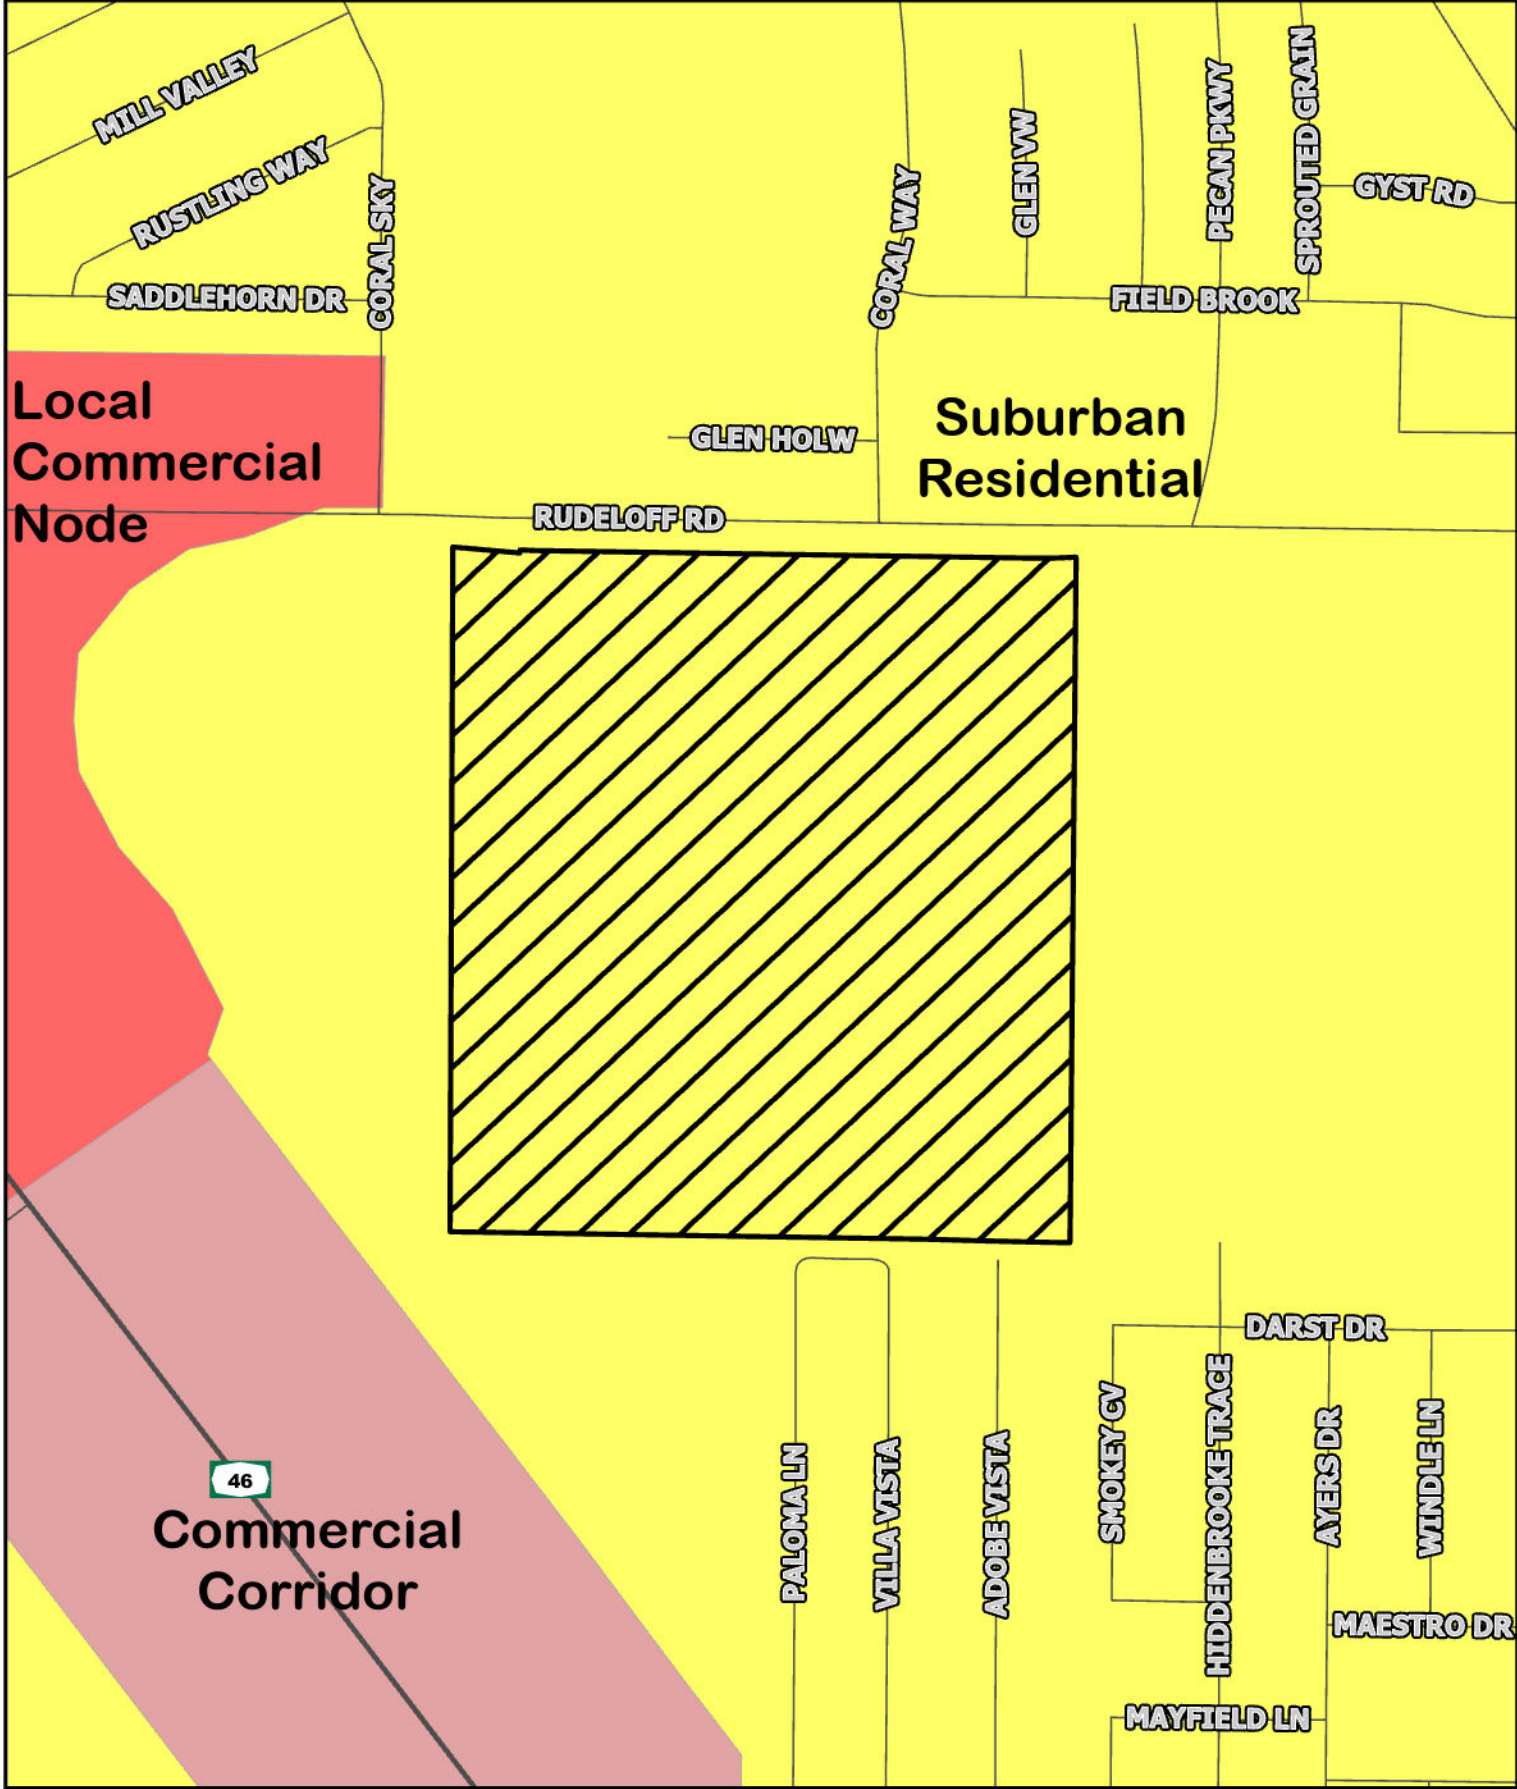 MILL VALLEY
RUSTLING WAY
SADDLEHORN DR
CORAL SKY
CORAL WAY
GLEN VW
PECAN PKWY
SPROUTED GRAIN
GYST RD
FIELD BROOK
Local
Commercial
Node
GLEN HOLW
Suburban
Residential
RUDELOFF RD
DARST DR
SMOKEY CV
HIDDENBROOKE TRACE
AYERS DR
WINDLE LN
PALOMA LN
VILLA VISTA
ADOBE VISTA
46
Commercial
Corridor
MAESTRO DR
MAYFIELD LN